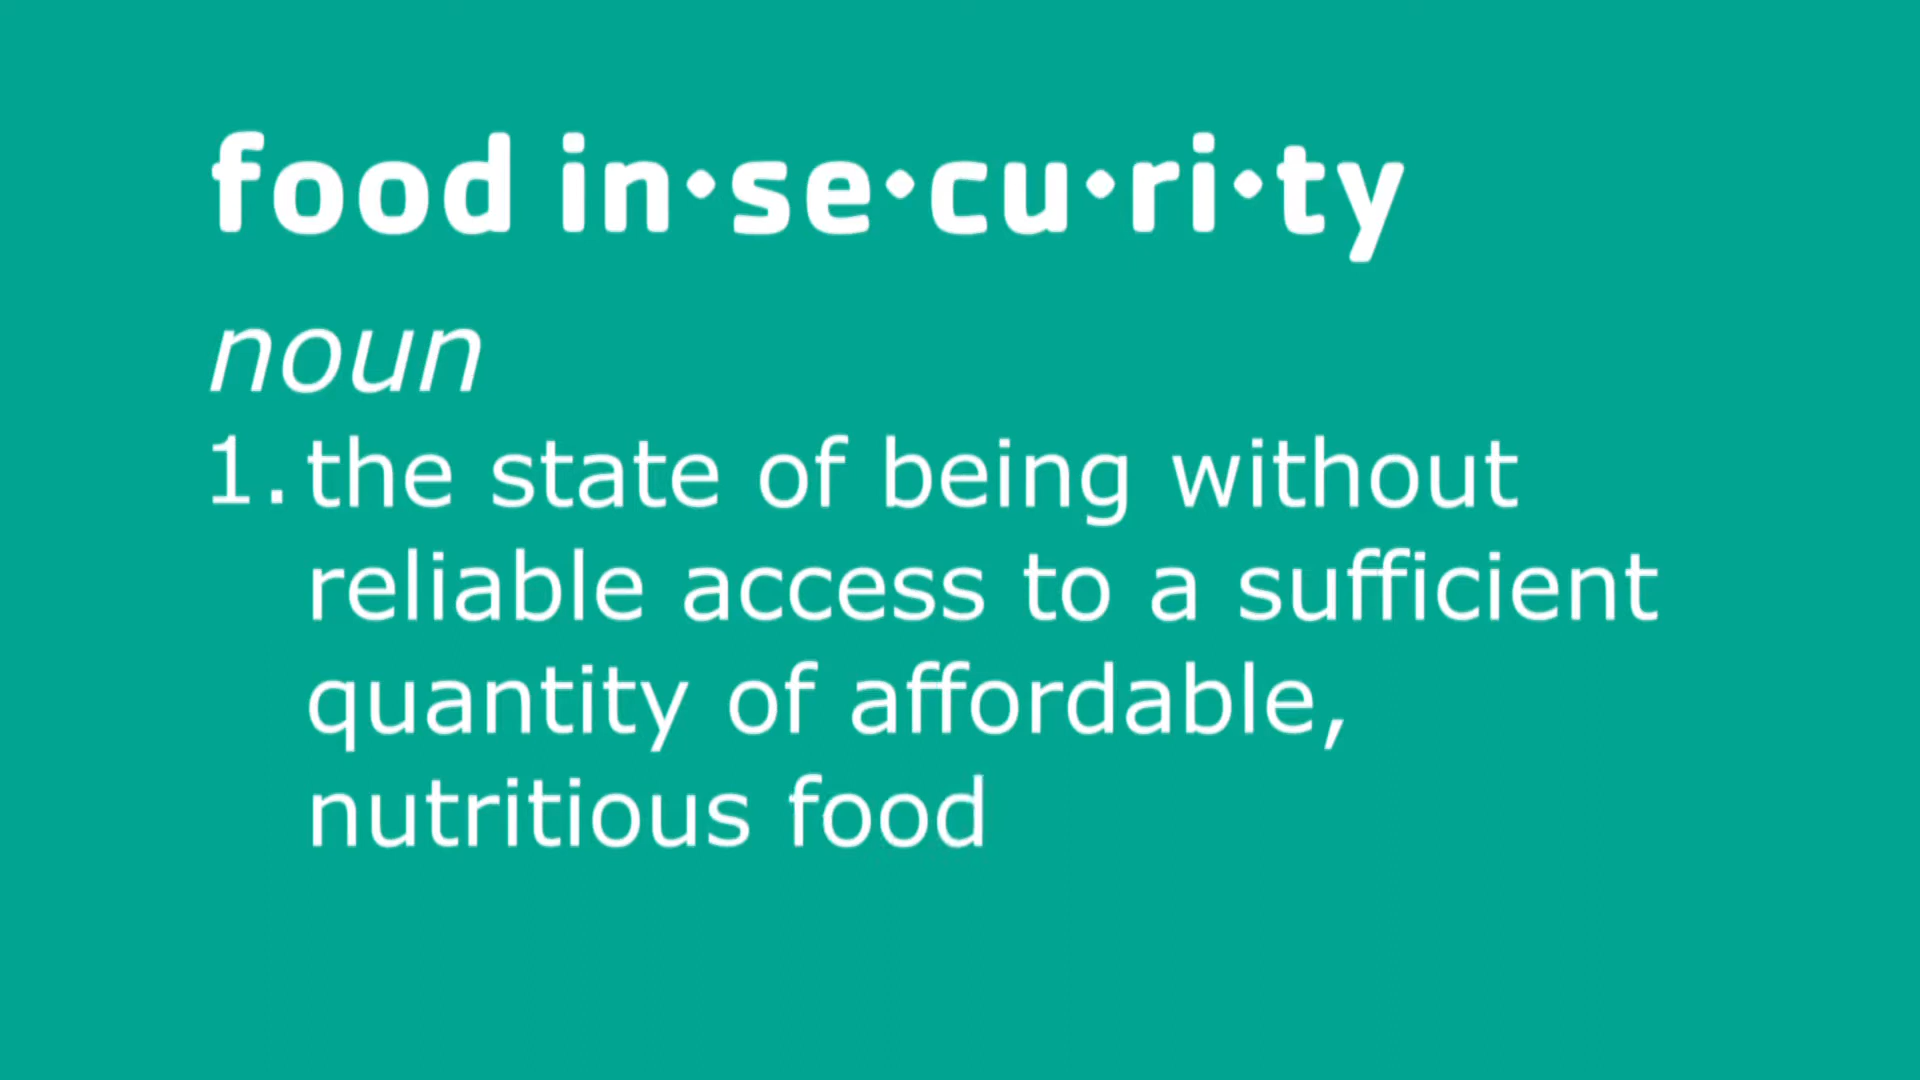 food in•se•cu•ri•ty
noun
1. the state of being without
reliable access to a sufficient
quantity of affordable,
nutritious food